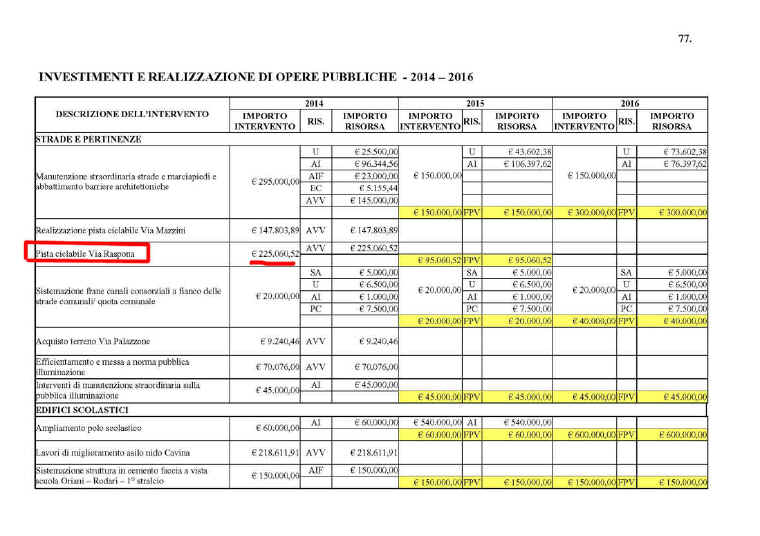 77.
INVESTIMENTI E REALIZZAZIONE DI OPERE PUBBLICHE - 2014 – 2016
DESCRIZIONE DELL'INTERVENTO 2014 2015 2016
IMPORTO INTERVENTO RIS. IMPORTO RISORSA IMPORTO INTERVENTO RIS. IMPORTO RISORSA IMPORTO INTERVENTO RIS. IMPORTO RISORSA
STRADE E PERTINENZE
Manutenzione straordinaria strade e marciapiedi e
abbattimento barriere architettoniche
€ 295.000,00
U € 25.500,00 € 150.000,00 U € 43.602,38 € 150.000,00 U € 73.602,38
AI € 96.344,56 AI € 106.397,62 AI € 76.397,62
AIF € 23.000,00
EC € 5.155,44
AVV € 145.000,00
€ 150.000,00 FPV € 150.000,00 € 300.000,00 FPV € 300.000,00
Realizzazione pista ciclabile Via Mazzini € 147.803,89 AVV € 147.803,89
Pista ciclabile Via Raspona € 225.060,52 AVV € 225.060,52
€ 95.060,52 FPV € 95.060,52
Sistemazione frane canali consorziali a fianco delle
strade comunali/ quota comunale
€ 20.000,00
SA € 5.000,00 € 20.000,00 SA € 5.000,00 € 20.000,00 SA € 5.000,00
U € 6.500,00 U € 6.500,00 U € 6.500,00
AI € 1.000,00 AI € 1.000,00 AI € 1.000,00
PC € 7.500,00 PC € 7.500,00 PC € 7.500,00
€ 20.000,00 FPV € 20.000,00 € 40.000,00 FPV € 40.000,00
Acquisto terreno Via Palazzone € 9.240,46 AVV € 9.240,46
Efficientamento e messa a norma pubblica
illuminazione
€ 70.076,00 AVV € 70.076,00
Interventi di manutenzione straordinaria sulla
pubblica illuminazione
€ 45.000,00 AI € 45.000,00
€ 45.000,00 FPV € 45.000,00 € 45.000,00 FPV € 45.000,00
EDIFICI SCOLASTICI
Ampliamento polo scolastico € 60.000,00 AI € 60.000,00 € 540.000,00 AI € 540.000,00
€ 60.000,00 FPV € 60.000,00 € 600.000,00 FPV € 600.000,00
Lavori di miglioramento asilo nido Cavina € 218.611,91 AVV € 218.611,91
Sistemazione struttura in cemento faccia a vista
scuola Oriani – Rodari – 1° stralcio
€ 150.000,00 AIF € 150.000,00
€ 150.000,00 FPV € 150.000,00 € 150.000,00 FPV € 150.000,00